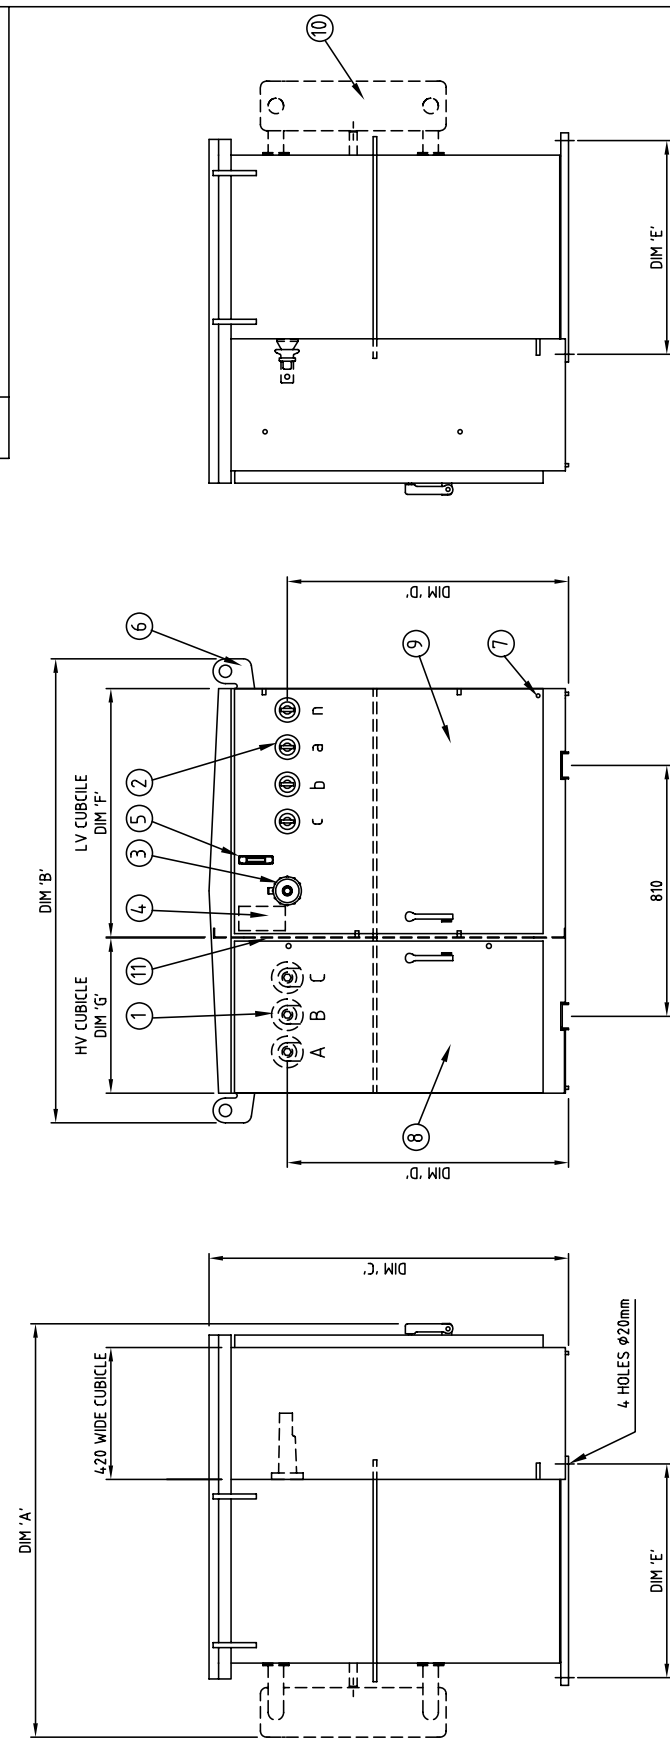 DIM 'A'
420 WIDE CUBICLE
DIM 'C'
DIM 'E'
4 HOLES Ø20mm
DIM 'B'
HV CUBICLE
DIM 'G'
LV CUBCILE
DIM 'F'
1
11
4
3
5
2
6
A
B
C
c
b
a
n
8
9
7
DIM 'D'
DIM 'D'
810
10
DIM 'E'